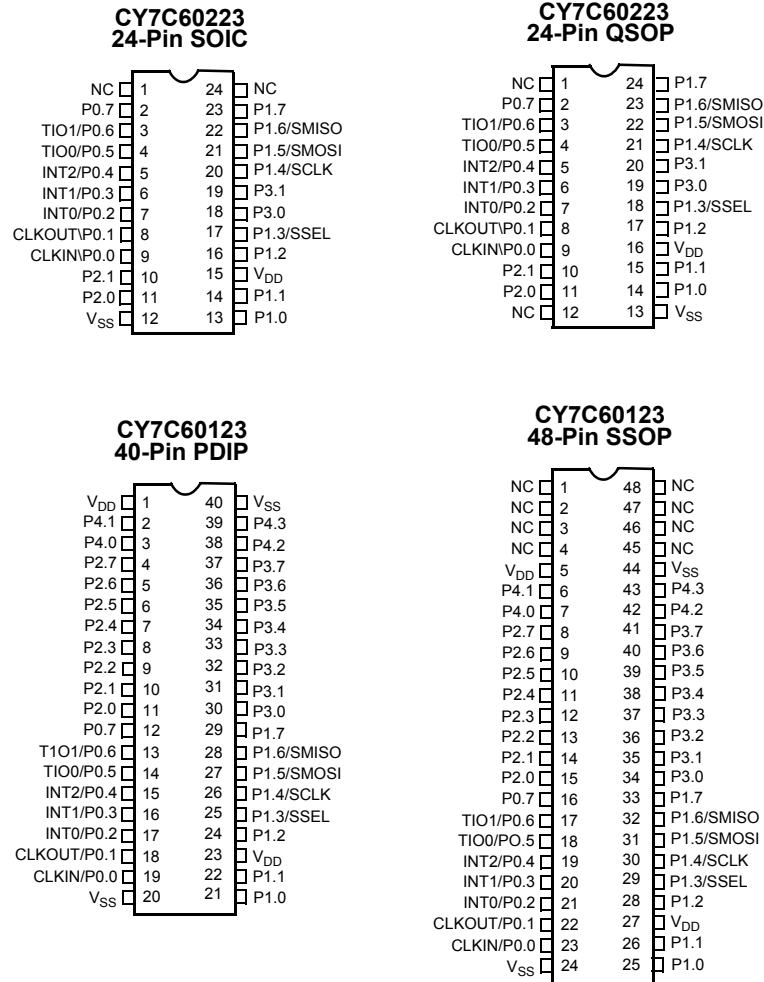 CY7C60223
24-Pin SOIC
NC 1 24 NC
P0.7 2 23 P1.7
TIO1/P0.6 3 22 P1.6/SMISO
TIO0/P0.5 4 21 P1.5/SMOSI
INT2/P0.4 5 20 P1.4/SCLK
INT1/P0.3 6 19 P3.1
INT0/P0.2 7 18 P3.0
CLKOUT\P0.1 8 17 P1.3/SSEL
CLKIN\P0.0 9 16 P1.2
P2.1 10 15 VDD
P2.0 11 14 P1.1
VSS 12 13 P1.0
CY7C60223
24-Pin QSOP
NC 1 24 P1.7
P0.7 2 23 P1.6/SMISO
TIO1/P0.6 3 22 P1.5/SMOSI
TIO0/P0.5 4 21 P1.4/SCLK
INT2/P0.4 5 20 P3.1
INT1/P0.3 6 19 P3.0
INT0/P0.2 7 18 P1.3/SSEL
CLKOUT\P0.1 8 17 P1.2
CLKIN\P0.0 9 16 VDD
P2.1 10 15 P1.1
P2.0 11 14 P1.0
NC 12 13 VSS
CY7C60123
40-Pin PDIP
VDD 1 40 VSS
P4.1 2 39 P4.3
P4.0 3 38 P4.2
P2.7 4 37 P3.7
P2.6 5 36 P3.6
P2.5 6 35 P3.5
P2.4 7 34 P3.4
P2.3 8 33 P3.3
P2.2 9 32 P3.2
P2.1 10 31 P3.1
P2.0 11 30 P3.0
P0.7 12 29 P1.7
T1O1/P0.6 13 28 P1.6/SMISO
TIO0/P0.5 14 27 P1.5/SMOSI
INT2/P0.4 15 26 P1.4/SCLK
INT1/P0.3 16 25 P1.3/SSEL
INT0/P0.2 17 24 P1.2
CLKOUT/P0.1 18 23 VDD
CLKIN/P0.0 19 22 P1.1
VSS 20 21 P1.0
CY7C60123
48-Pin SSOP
NC 1 48 NC
NC 2 47 NC
NC 3 46 NC
NC 4 45 NC
VDD 5 44 VSS
P4.1 6 43 P4.3
P4.0 7 42 P4.2
P2.7 8 41 P3.7
P2.6 9 40 P3.6
P2.5 10 39 P3.5
P2.4 11 38 P3.4
P2.3 12 37 P3.3
P2.2 13 36 P3.2
P2.1 14 35 P3.1
P2.0 15 34 P3.0
P0.7 16 33 P1.7
TIO1/P0.6 17 32 P1.6/SMISO
TIO0/PO.5 18 31 P1.5/SMOSI
INT2/P0.4 19 30 P1.4/SCLK
INT1/P0.3 20 29 P1.3/SSEL
INT0/P0.2 21 28 P1.2
CLKOUT/P0.1 22 27 VDD
CLKIN/P0.0 23 26 P1.1
VSS 24 25 P1.0